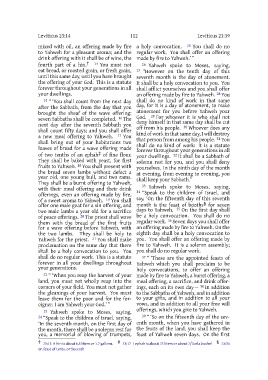 Leviticus 23:14
112
Leviticus 23:39
mixed with oil, an offering made by fire
to Yahweh for a pleasant aroma; and the
drink offering with it shall be of wine, the
fourth part of a hin.† 14 You must not
eat bread, or roasted grain, or fresh grain,
until this same day, until you have brought
the offering of your God. This is a statute
forever throughout your generations in all
your dwellings.
15 “‘You shall count from the next day
after the Sabbath, from the day that you
brought the sheaf of the wave offering:
seven Sabbaths shall be completed. 16 The
next day after the seventh Sabbath you
shall count fifty days; and you shall offer
a new meal offering to Yahweh. 17 You
shall bring out of your habitations two
loaves of bread for a wave offering made
of two tenths of an ephah‡ of fine flour.
They shall be baked with yeast, for first
fruits to Yahweh. 18 You shall present with
the bread seven lambs without defect a
year old, one young bull, and two rams.
They shall be a burnt offering to Yahweh,
with their meal offering and their drink
offerings, even an offering made by fire,
of a sweet aroma to Yahweh. 19 You shall
offer one male goat for a sin offering, and
two male lambs a year old for a sacrifice
of peace offerings. 20 The priest shall wave
them with the bread of the first fruits
for a wave offering before Yahweh, with
the two lambs. They shall be holy to
Yahweh for the priest. 21 You shall make
proclamation on the same day that there
shall be a holy convocation to you. You
shall do no regular work. This is a statute
forever in all your dwellings throughout
your generations.
22 “‘When you reap the harvest of your
land, you must not wholly reap into the
corners of your field. You must not gather
the gleanings of your harvest. You must
leave them for the poor and for the for-
eigner. I am Yahweh your God.’”
23 Yahweh spoke to Moses, saying,
24 “Speak to the children of Israel, saying,
‘In the seventh month, on the first day of
the month, there shall be a solemn rest for
you, a memorial of blowing of trumpets,
a holy convocation. 25 You shall do no
regular work. You shall offer an offering
made by fire to Yahweh.’”
26 Yahweh spoke to Moses, saying,
27 “However on the tenth day of this
seventh month is the day of atonement.
It shall be a holy convocation to you. You
shall afflict yourselves and you shall offer
an offering made by fire to Yahweh. 28 You
shall do no kind of work in that same
day, for it is a day of atonement, to make
atonement for you before Yahweh your
God. 29 For whoever it is who shall not
deny himself in that same day shall be cut
off from his people. 30 Whoever does any
kind of work in that same day, I will destroy
that person from among his people. 31 You
shall do no kind of work: it is a statute
forever throughout your generations in all
your dwellings. 32 It shall be a Sabbath of
solemn rest for you, and you shall deny
yourselves. In the ninth day of the month
at evening, from evening to evening, you
shall keep your Sabbath.”
33 Yahweh spoke to Moses, saying,
34 “Speak to the children of Israel, and
say, ‘On the fifteenth day of this seventh
month is the feast of booths§ for seven
days to Yahweh. 35 On the first day shall
be a holy convocation. You shall do no
regular work. 36 Seven days you shall offer
an offering made by fire to Yahweh. On the
eighth day shall be a holy convocation to
you. You shall offer an offering made by
fire to Yahweh. It is a solemn assembly;
you shall do no regular work.
37 “‘These are the appointed feasts of
Yahweh which you shall proclaim to be
holy convocations, to offer an offering
made by fire to Yahweh, a burnt offering, a
meal offering, a sacrifice, and drink offer-
ings, each on its own day— 38 in addition
to the Sabbaths of Yahweh, and in addition
to your gifts, and in addition to all your
vows, and in addition to all your free will
offerings, which you give to Yahweh.
39 “‘So on the fifteenth day of the sev-
enth month, when you have gathered in
the fruits of the land, you shall keep the
feast of Yahweh seven days. On the first